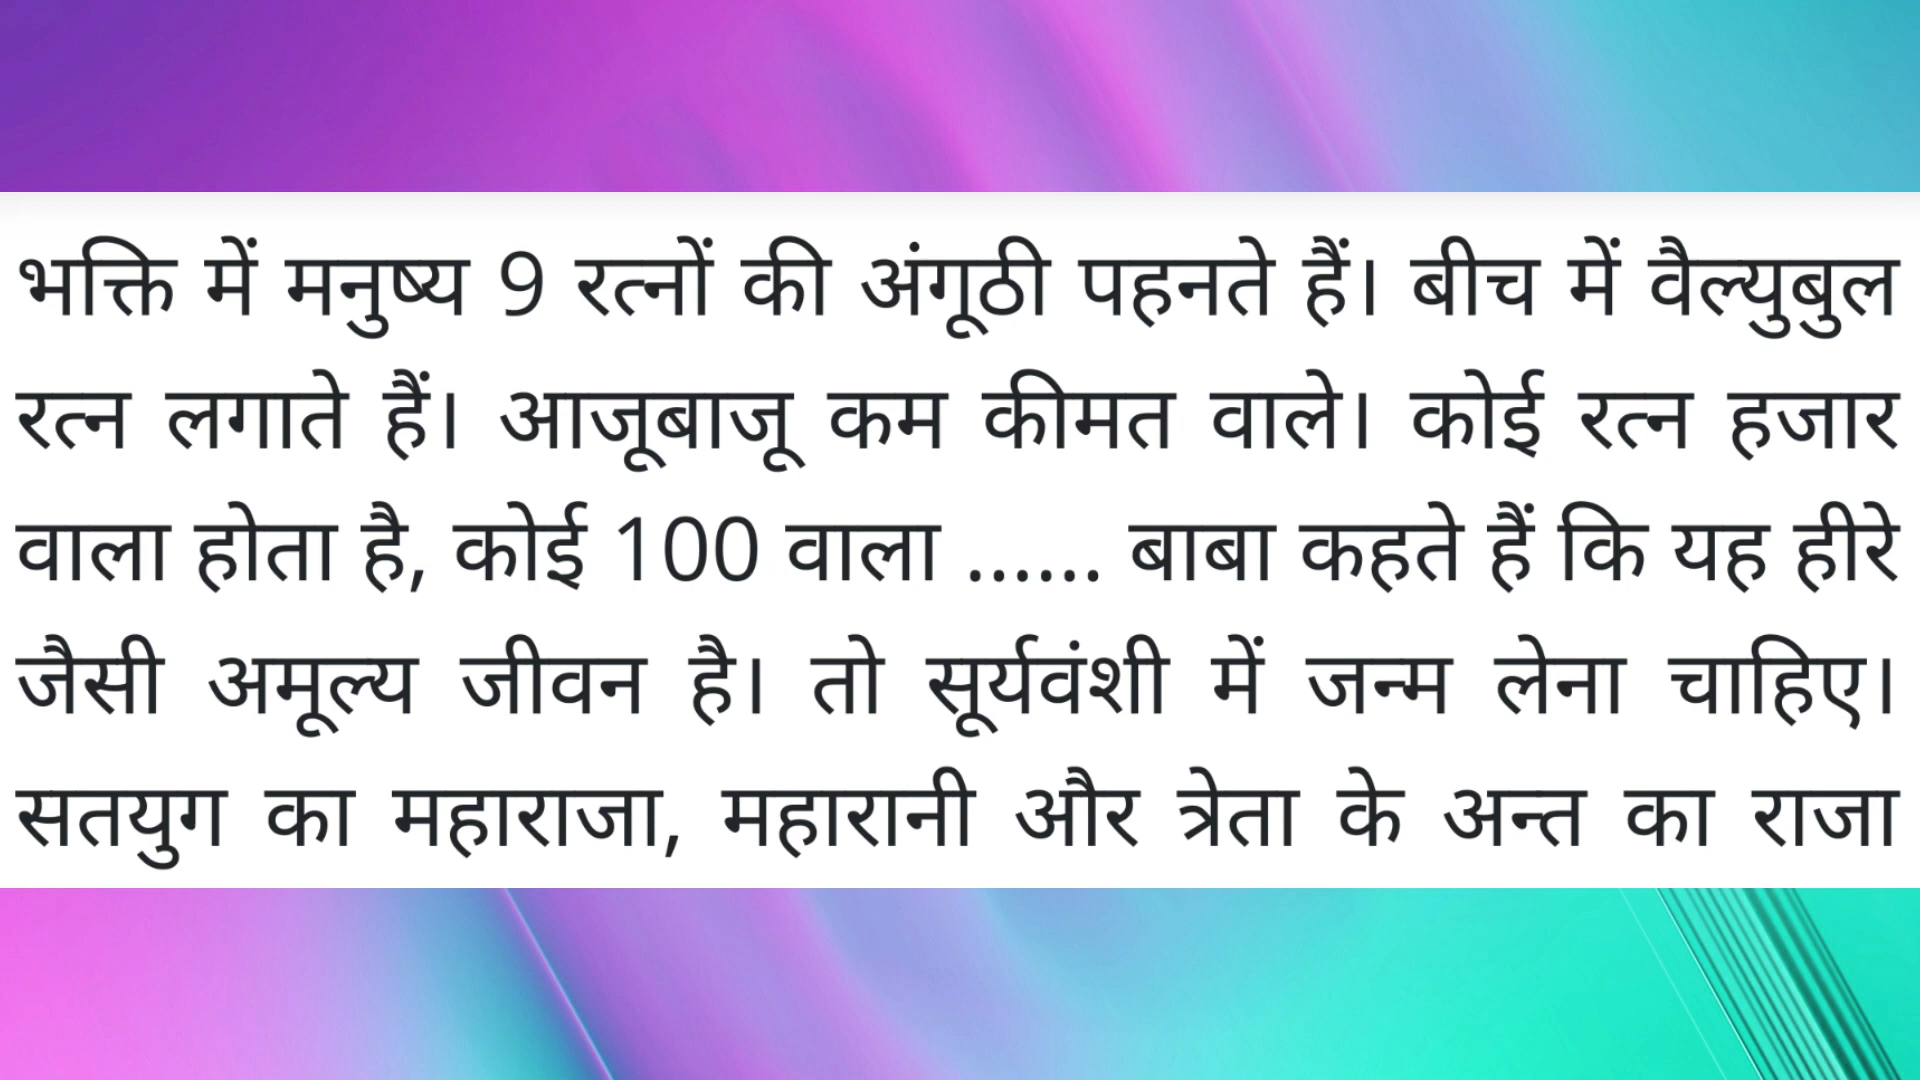 भक्ति में मनुष्य 9 रत्नों की अंगूठी पहनते हैं। बीच में वैल्युबुल
रत्न लगाते हैं। आजूबाजू कम कीमत वाले। कोई रत्न हजार
वाला होता है, कोई 100 वाला ...... बाबा कहते हैं कि यह हीरे
जैसी अमूल्य जीवन है। तो सूर्यवंशी में जन्म लेना चाहिए।
सतयुग का महाराजा, महारानी और त्रेता के अन्त का राजा